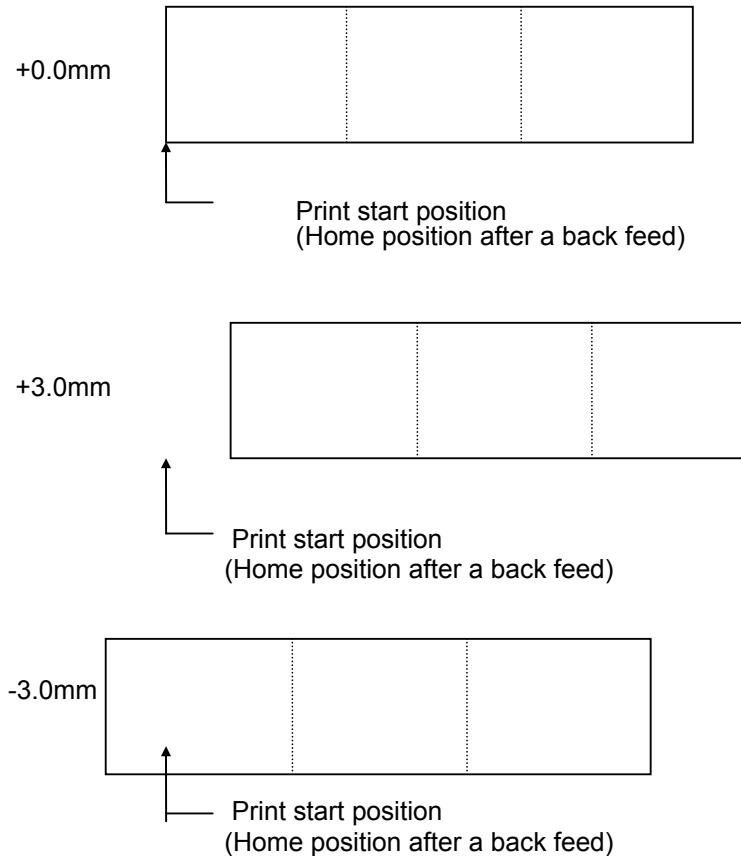 +0.0mm
Print start position
(Home position after a back feed)
+3.0mm
Print start position
(Home position after a back feed)
-3.0mm
Print start position
(Home position after a back feed)